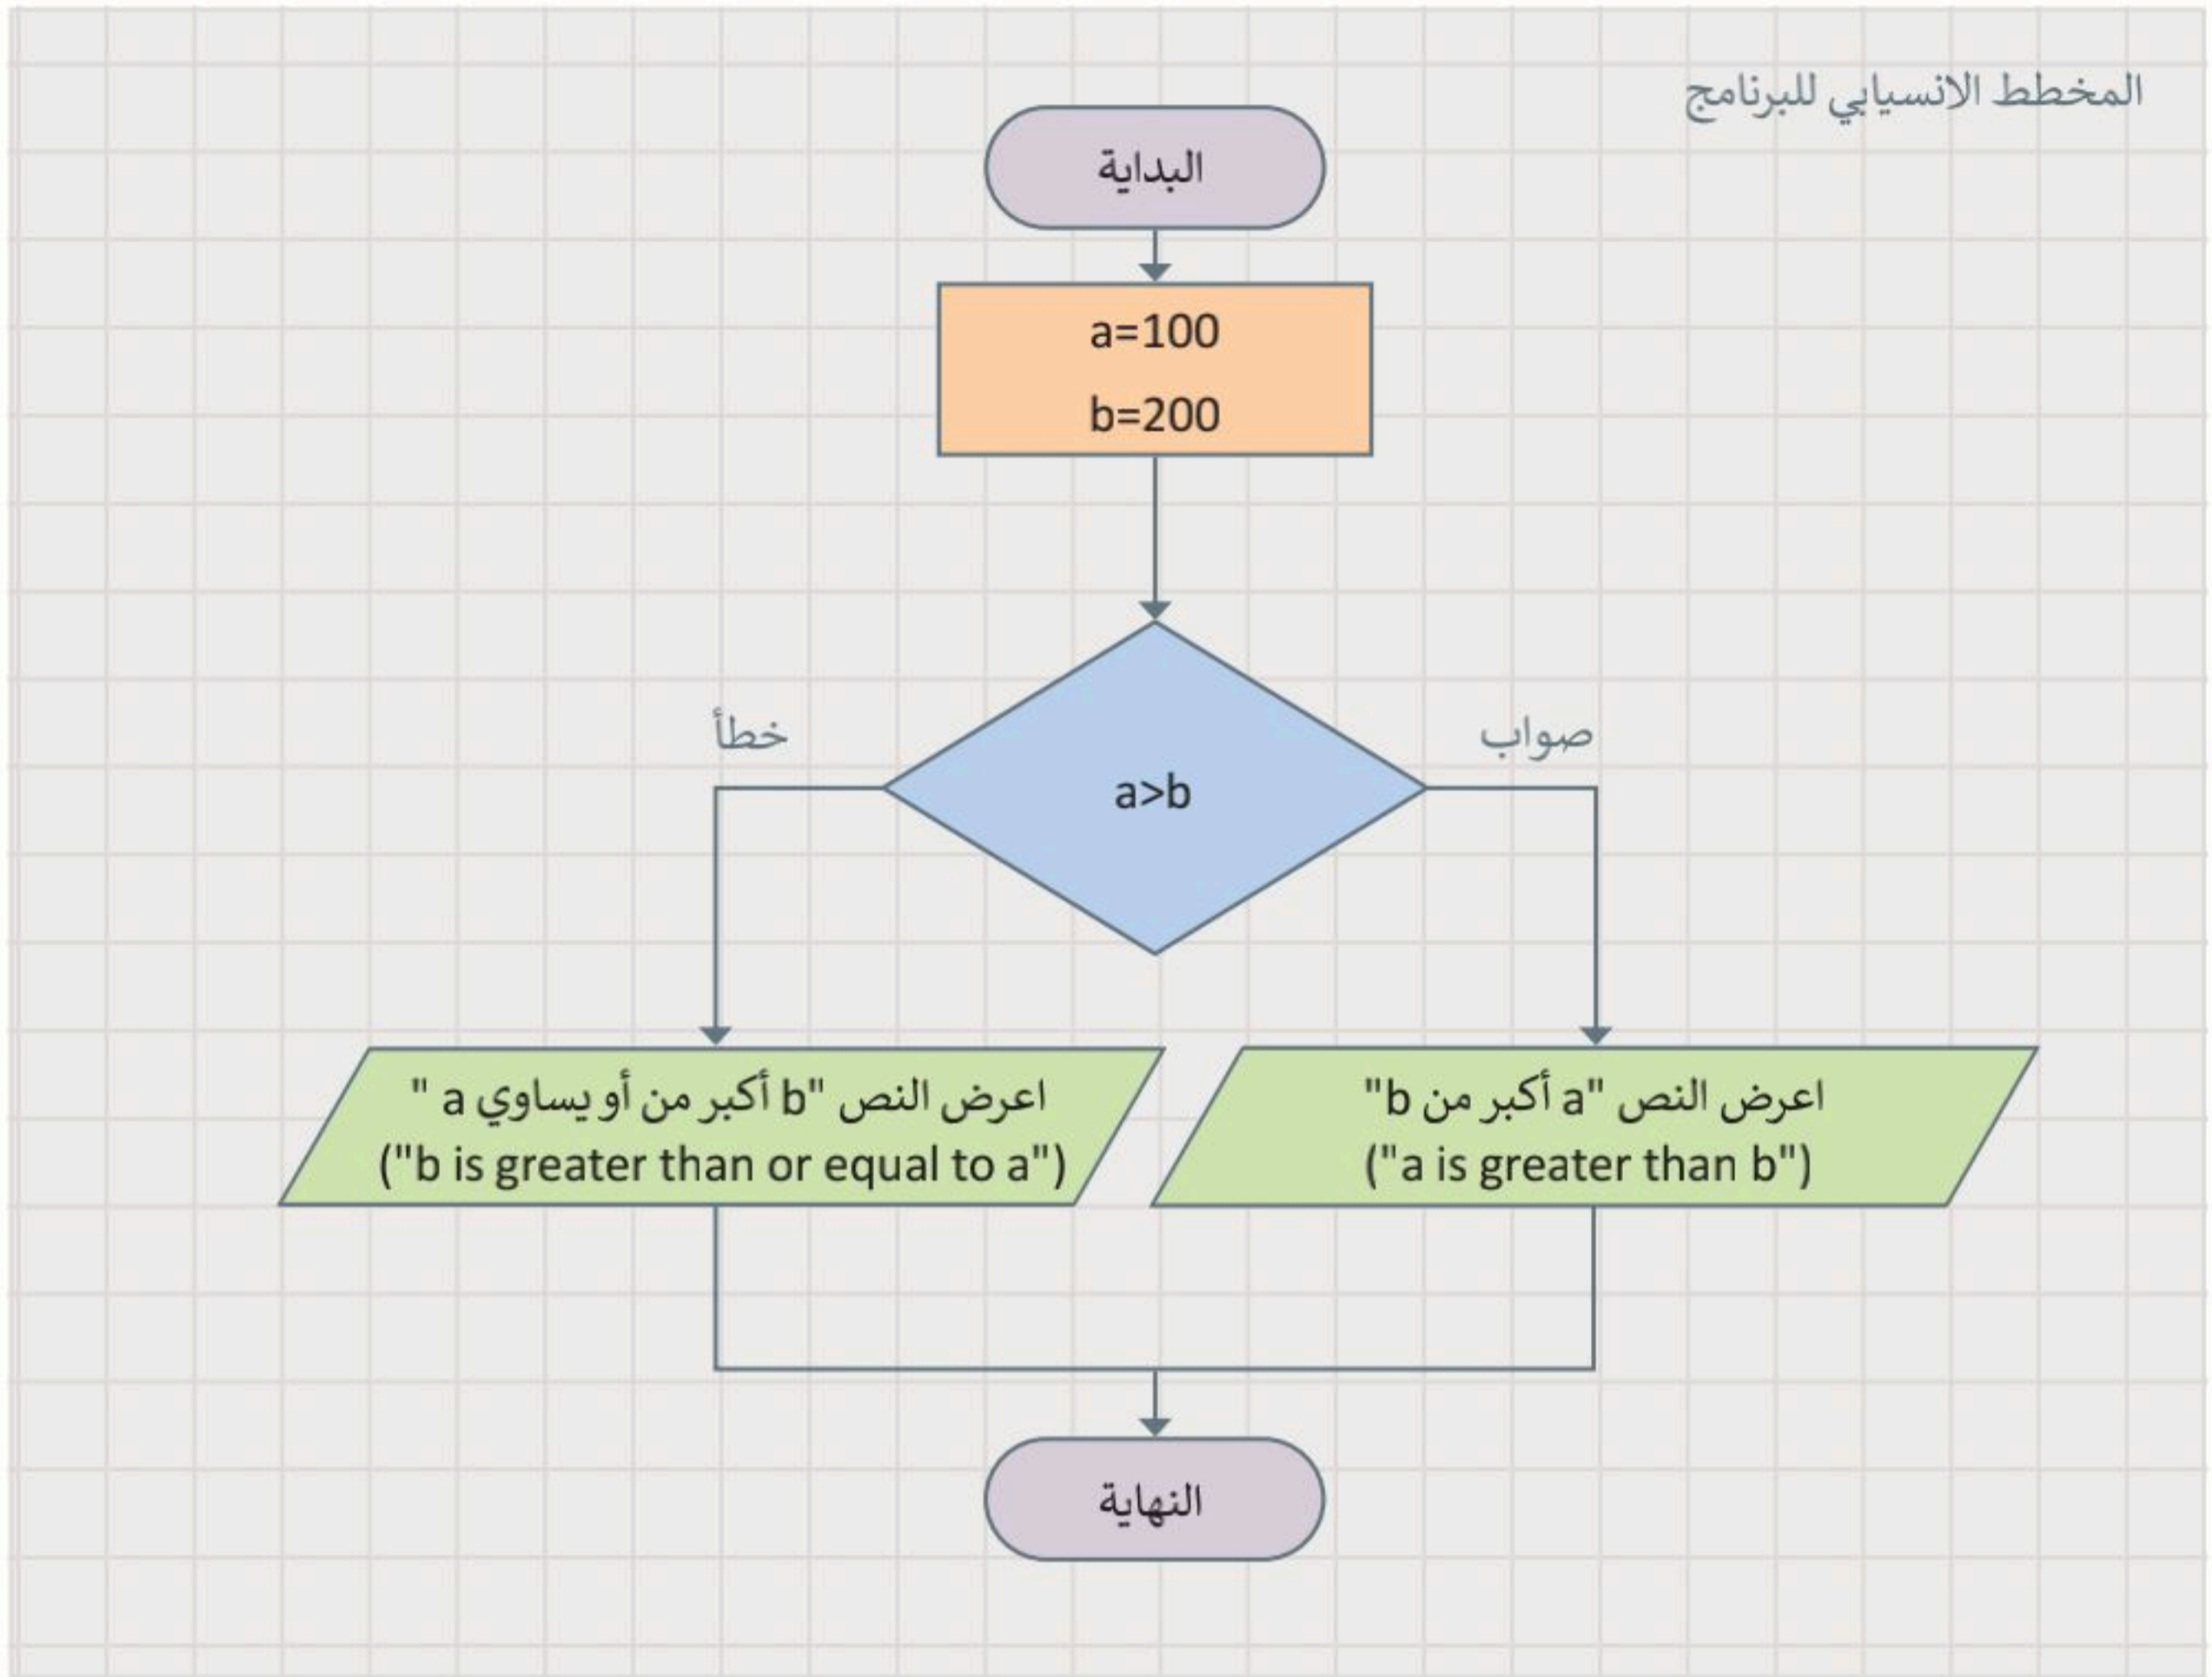 المخطط الانسيابي للبرنامج
البداية
a=100
b=200
a>b
صواب
خطأ
اعرض النص "a أكبر من b"
("a is greater than b")
اعرض النص "b أكبر من أو يساوي a "
("b is greater than or equal to a")
النهاية